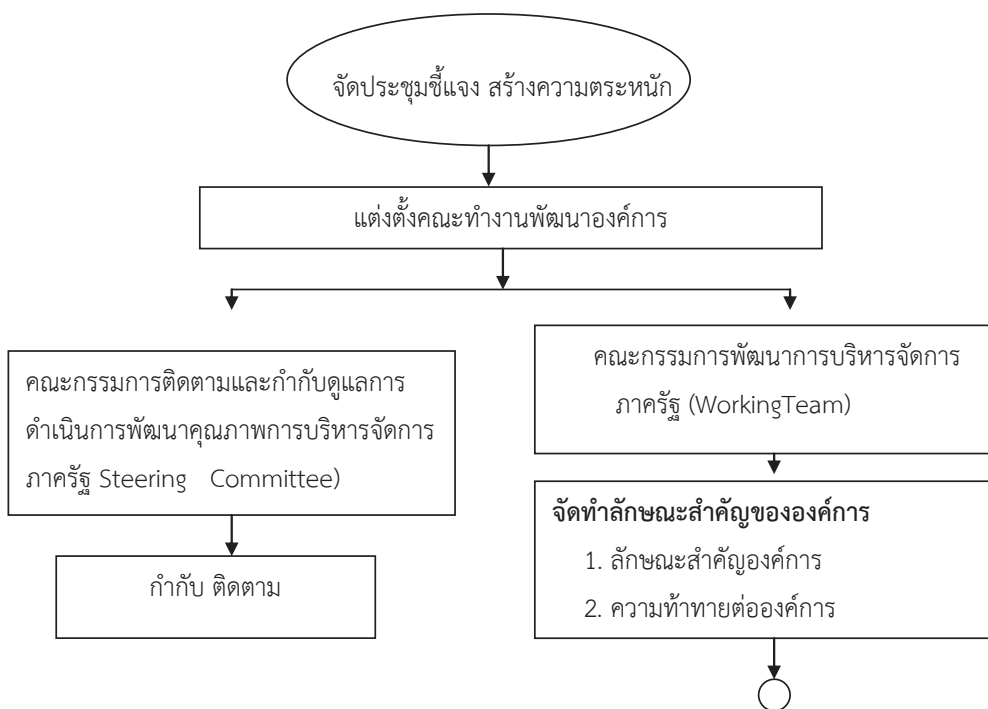 จัดประชุมชี้แจง สร้างความตระหนัก
แต่งตั้งคณะทำงานพัฒนาองค์การ
คณะกรรมการติดตามและกำกับดูแลการ
ดำเนินการพัฒนาคุณภาพการบริหารจัดการ
ภาครัฐ Steering Committee)
กำกับ ติดตาม
คณะกรรมการพัฒนาการบริหารจัดการ
ภาครัฐ (WorkingTeam)
จัดทำลักษณะสำคัญขององค์การ
1. ลักษณะสำคัญองค์การ
2. ความท้าทายต่อองค์การ